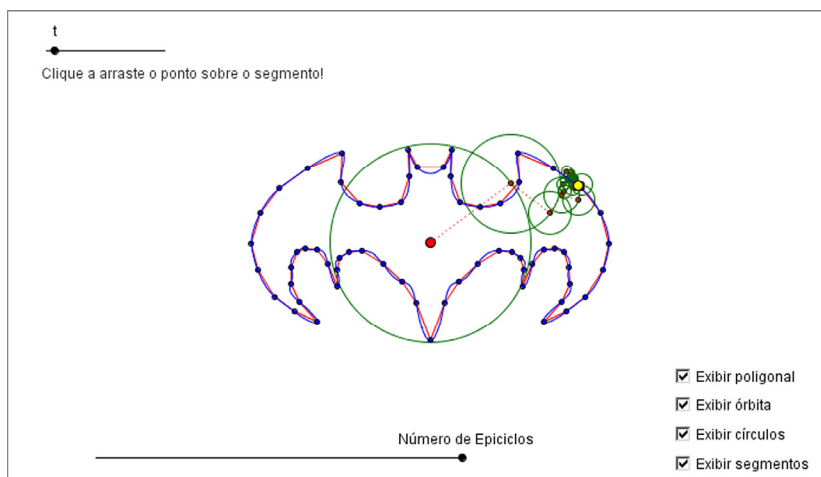 t
Clique a arraste o ponto sobre o segmento!
Número de Epiciclos
Exibir poligonal
Exibir órbita
Exibir círculos
Exibir segmentos